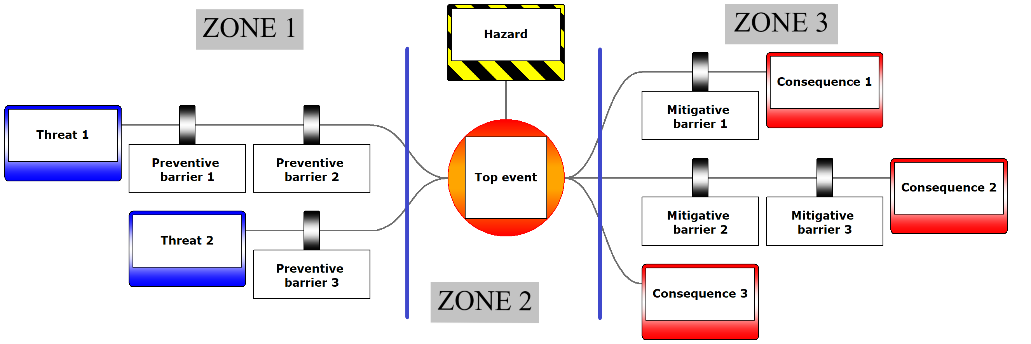 ZONE 1
Hazard
ZONE 3
Threat 1
Preventive
barrier 1
Preventive
barrier 2
Threat 2
Preventive
barrier 3
Top event
ZONE 2
Mitigative
barrier 1
Consequence 1
Mitigative
barrier 2
Mitigative
barrier 3
Consequence 2
Consequence 3